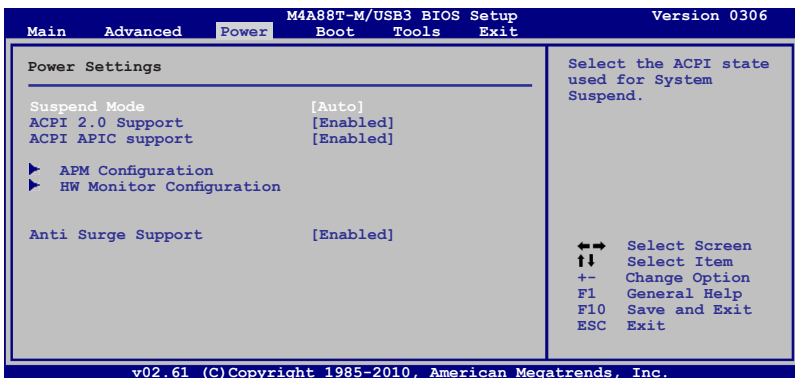 M4A88T-M/USB3 BIOS Setup Version 0306
Main Advanced Power Boot Tools Exit
Power Settings
Suspend Mode [Auto]
ACPI 2.0 Support [Enabled]
ACPI APIC support [Enabled]
APM Configuration
HW Monitor Configuration
Anti Surge Support [Enabled]
Select the ACPI state
used for System
Suspend.
Select Screen
Select Item
+- Change Option
F1 General Help
F10 Save and Exit
ESC Exit
v02.61 (C)Copyright 1985-2010, American Megatrends, Inc.